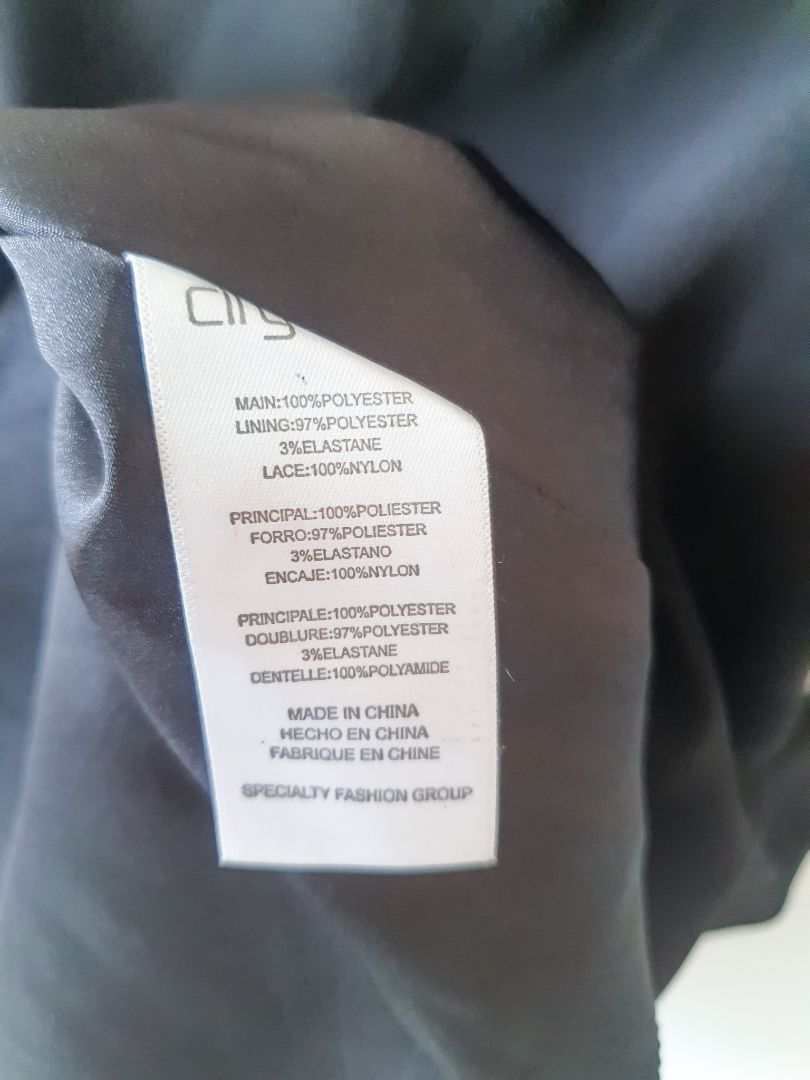 MAIN:100%POLYESTER
LINING:97%POLYESTER
3%ELASTANE
LACE:100%NYLON
PRINCIPAL:100%POLIESTER
FORRO:97%POLIESTER
3%ELASTANO
ENCAJE:100%NYLON
PRINCIPALE:100%POLYESTER
DOUBLURE:97%POLYESTER
3%ELASTANE
DENTELLE:100%POLYAMIDE
MADE IN CHINA
HECHO EN CHINA
FABRIQUE EN CHINE
SPECIALTY FASHION GROUP